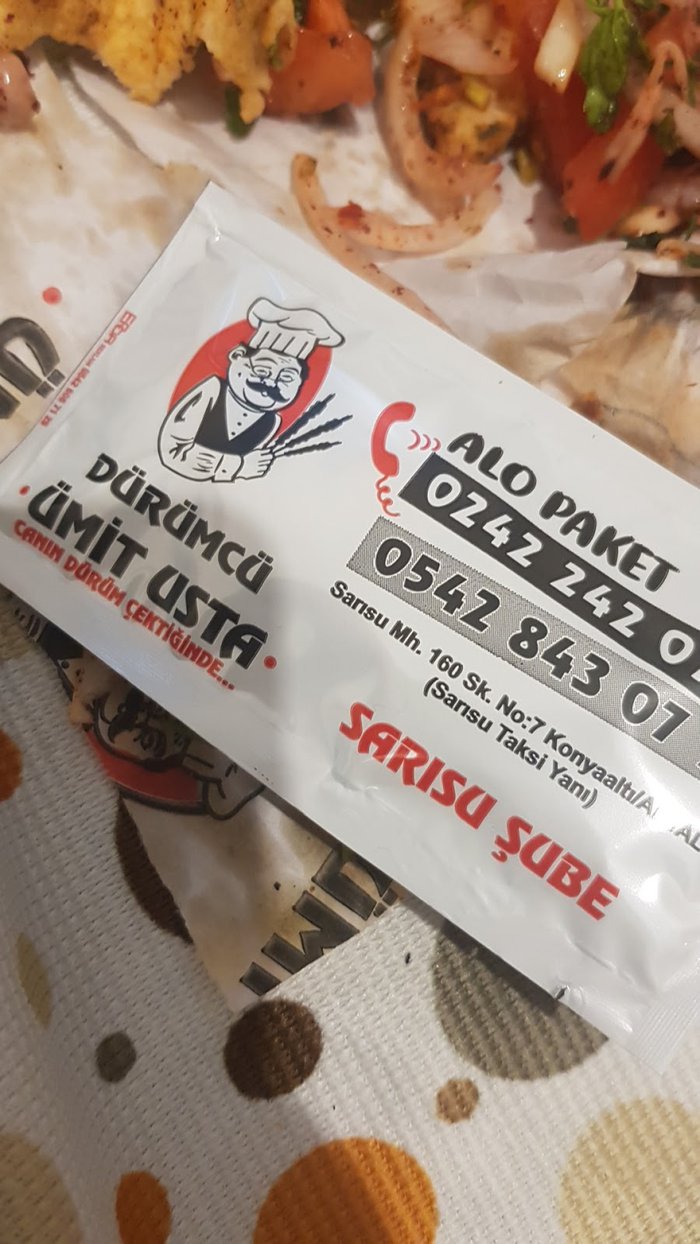 DÜRÜMCÜ
ÜMİT USTA
CANIN DÜRÜM ÇEKTİĞİNDE...
ALO PAKET
0242 242
0542 843 07
Sarısu Mh. 160 Sk. No:7 Konyaaltı/
(Sarısu Taksi Yanı)
SARISU ŞUBE
ÜMİ